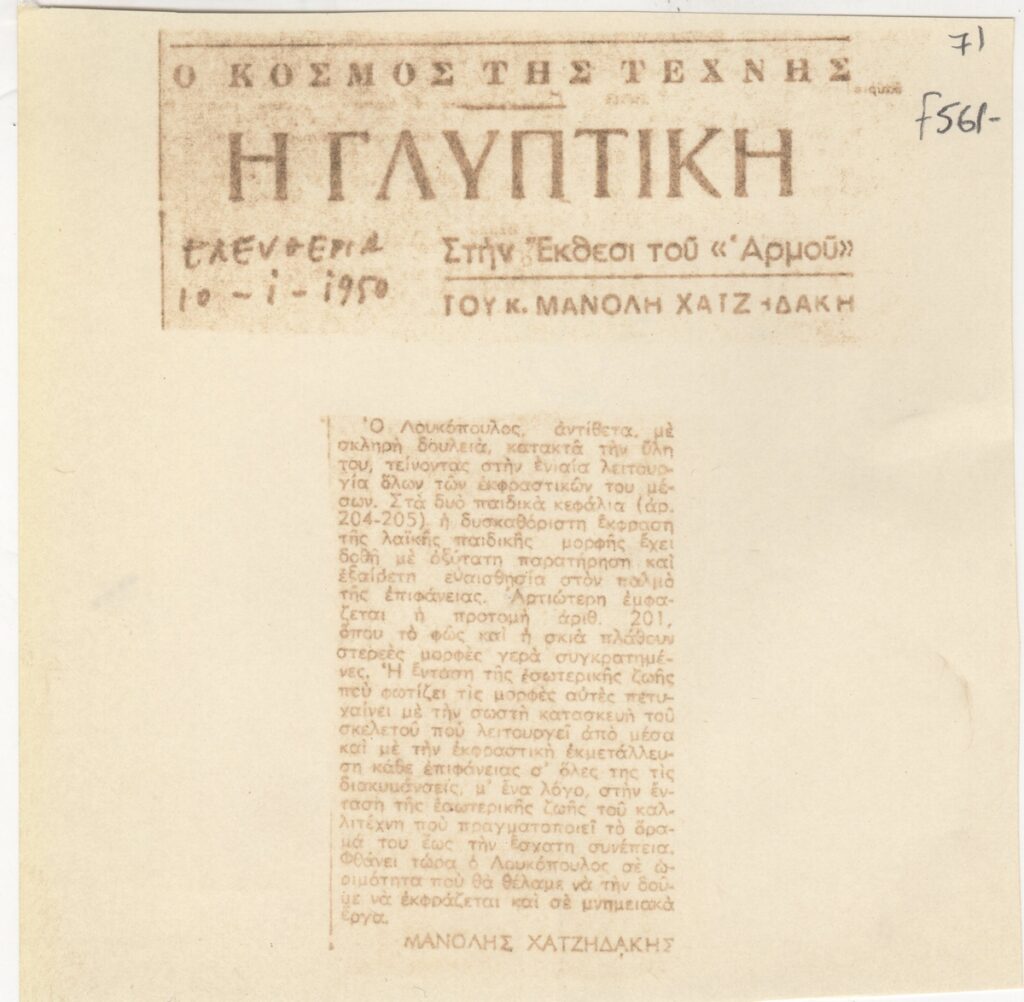 71
f561-
Ο ΚΟΣΜΟΣ ΤΗΣ ΤΕΧΝΗΣ
Η ΓΛΥΠΤΙΚΗ
ΕΛΕΥΘΕΡΙΑ
10-1-1950
Στὴν Ἔκθεσι τοῦ «Ἁρμοῦ»
ΤΟΥ κ. ΜΑΝΟΛΗ ΧΑΤΖΗΔΑΚΗ
Ὁ Λουκόπουλος, ἀντίθετα, μὲ
σκληρὴ δουλειὰ, κατακτᾶ τὴν ὕλη
του, τείνοντας στὴν ἑνιαία λειτουρ-
γία ὅλων τῶν ἐκφραστικῶν του μέ-
σων. Στὰ δυὸ παιδικὰ κεφάλια (ἀρ.
204-205) ἡ δυσκαθόριστη ἔκφραση
τῆς λαϊκῆς παιδικῆς μορφῆς ἔχει
δοθῆ μὲ ὀξύτατη παρατήρηση καὶ
ἐξαίρετη εὐαισθησία στὸν παλμὸ
τῆς ἐπιφάνειας. Ἀρτιώτερη ἐμφα-
ζεται ἡ προτομὴ ἀριθ. 201,
ὅπου τὸ φῶς καὶ ἡ σκιὰ πλάθουν
στερεὲς μορφὲς γερὰ συγκρατημέ-
νες. Ἡ ἔνταση τῆς ἐσωτερικῆς ζωῆς
ποὺ φωτίζει τὶς μορφὲς αὐτὲς πετυ-
χαίνει μὲ τὴν σωστὴ κατασκευὴ τοῦ
σκελετοῦ ποὺ λειτουργεῖ ἀπὸ μέσα
καὶ μὲ τὴν ἐκφραστικὴ ἐκμετάλλευ-
ση κάθε ἐπιφάνειας σ' ὅλες της τὶς
διακυμάνσεις, μ' ἕνα λόγο, στὴν ἔν-
ταση τῆς ἐσωτερικῆς ζωῆς τοῦ καλ-
λιτέχνη ποὺ πραγματοποιεῖ τὸ ὅρα-
μά του ἕως τὴν ἔσχατη συνέπεια.
Φθάνει τώρα ὁ Λουκόπουλος σὲ ὡ-
ριμότητα ποὺ θὰ θέλαμε νὰ τὴν δοῦ-
με νὰ ἐκφράζεται καὶ σὲ μνημειακὰ
ἔργα.
ΜΑΝΟΛΗΣ ΧΑΤΖΗΔΑΚΗΣ